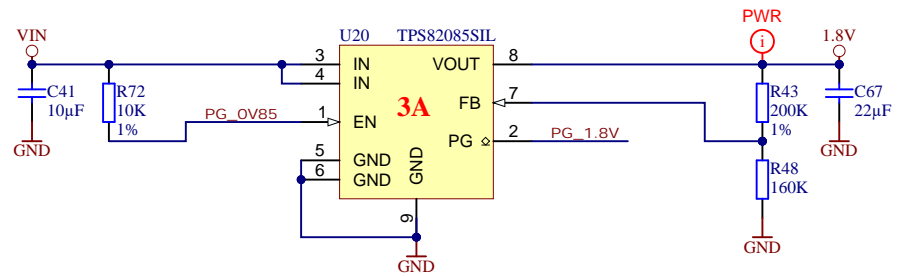 PWR
VIN
U20 TPS82085SIL
1.8V
3 IN VOUT 8
4 IN
C41
10µF
R72
10K
1%
PG_0V85 1 EN
3A
FB 7
PG 2 PG_1.8V
R43
200K
1%
C67
22µF
GND
GND
5 GND
6 GND
GND
9
R48
160K
GND
GND
i